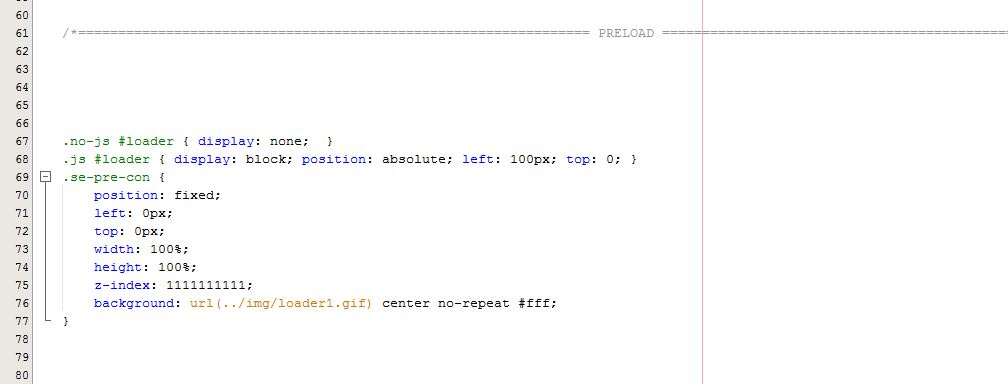 60
61 /*================================================================ PRELOAD ===========================================
62
63
64
65
66
67 .no-js #loader { display: none;  }
68 .js #loader { display: block; position: absolute; left: 100px; top: 0; }
69 .se-pre-con {
70     position: fixed;
71     left: 0px;
72     top: 0px;
73     width: 100%;
74     height: 100%;
75     z-index: 1111111111;
76     background: url(../img/loader1.gif) center no-repeat #fff;
77 }
78
79
80